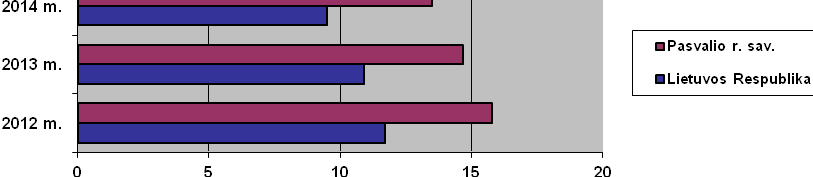 2014 m.
2013 m.
2012 m.
0 5 10 15 20
Pasvalio r. sav.
Lietuvos Respublika